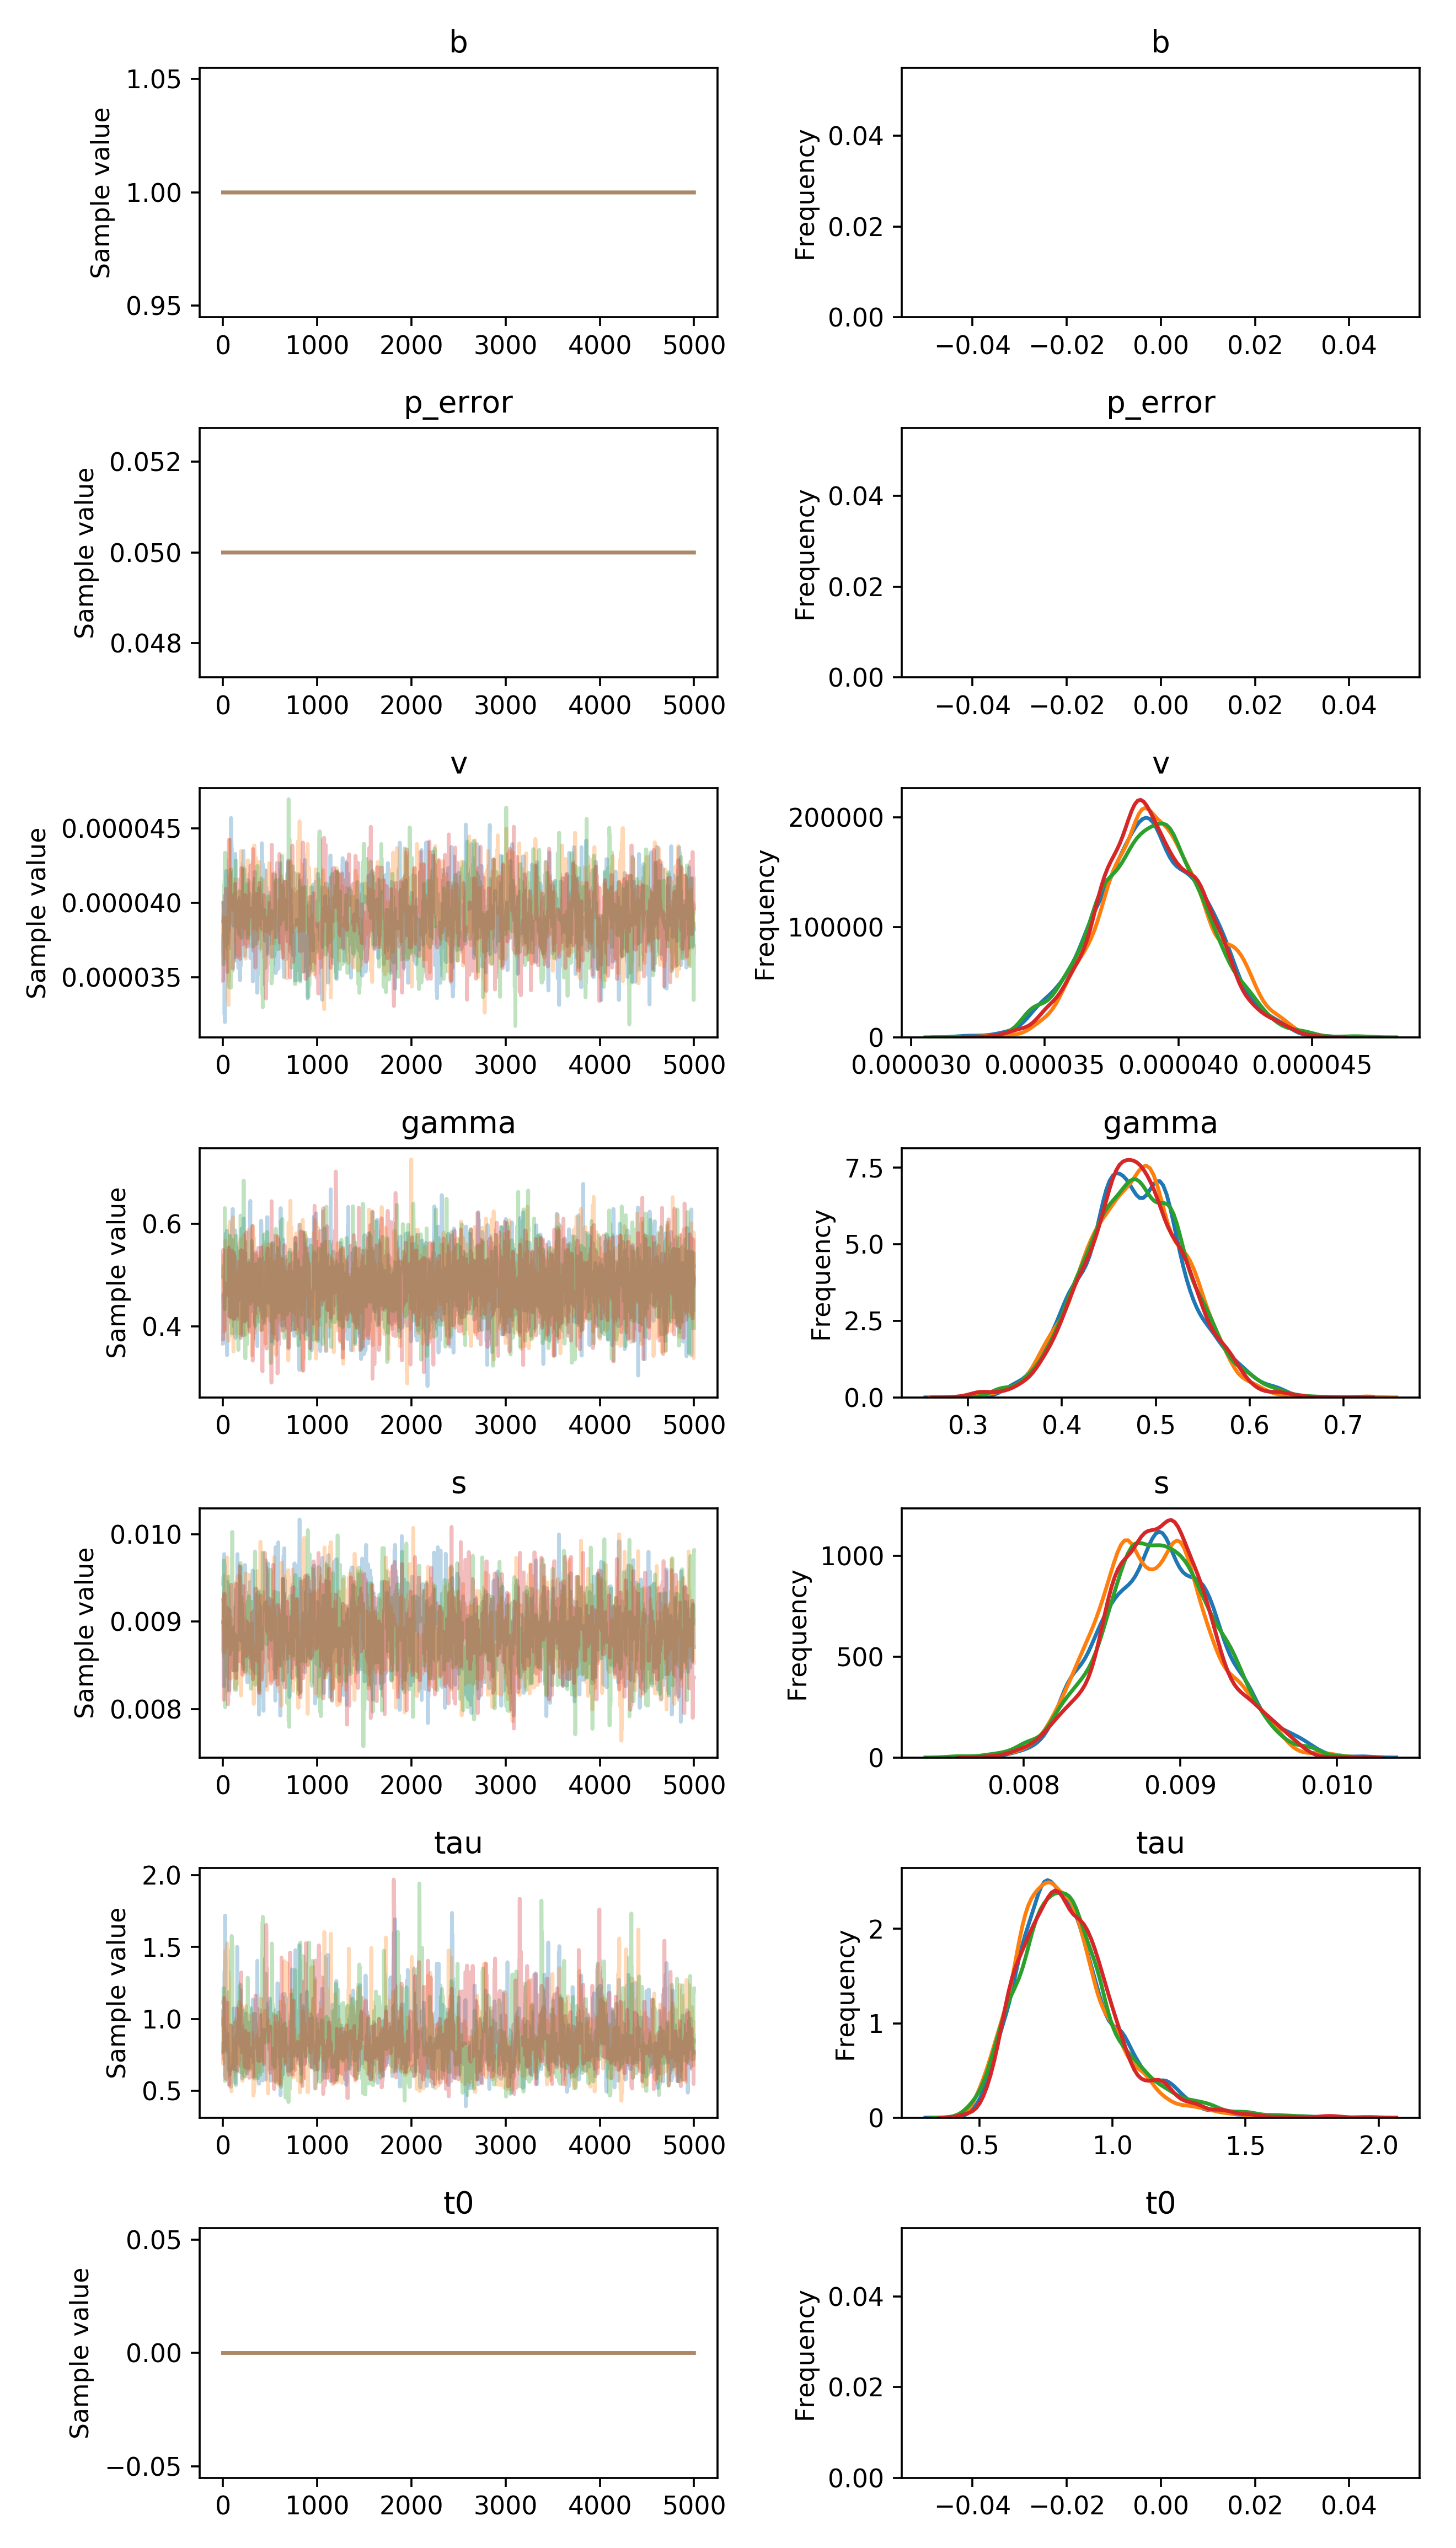 b
b
Sample value
1.05
1.00
0.95
0 1000 2000 3000 4000 5000
Frequency
0.04
0.02
0.00
−0.04 −0.02 0.00 0.02 0.04
p_error
p_error
Sample value
0.052
0.050
0.048
0 1000 2000 3000 4000 5000
Frequency
0.04
0.02
0.00
−0.04 −0.02 0.00 0.02 0.04
v
v
Sample value
0.000045
0.000040
0.000035
0 1000 2000 3000 4000 5000
Frequency
200000
100000
0
0.000030 0.000035 0.000040 0.000045
gamma
gamma
Sample value
0.6
0.4
0 1000 2000 3000 4000 5000
Frequency
7.5
5.0
2.5
0.0
0.3 0.4 0.5 0.6 0.7
s
s
Sample value
0.010
0.009
0.008
0 1000 2000 3000 4000 5000
Frequency
1000
500
0
0.008 0.009 0.010
tau
tau
Sample value
2.0
1.5
1.0
0.5
0 1000 2000 3000 4000 5000
Frequency
2
1
0
0.5 1.0 1.5 2.0
t0
t0
Sample value
0.05
0.00
−0.05
0 1000 2000 3000 4000 5000
Frequency
0.04
0.02
0.00
−0.04 −0.02 0.00 0.02 0.04